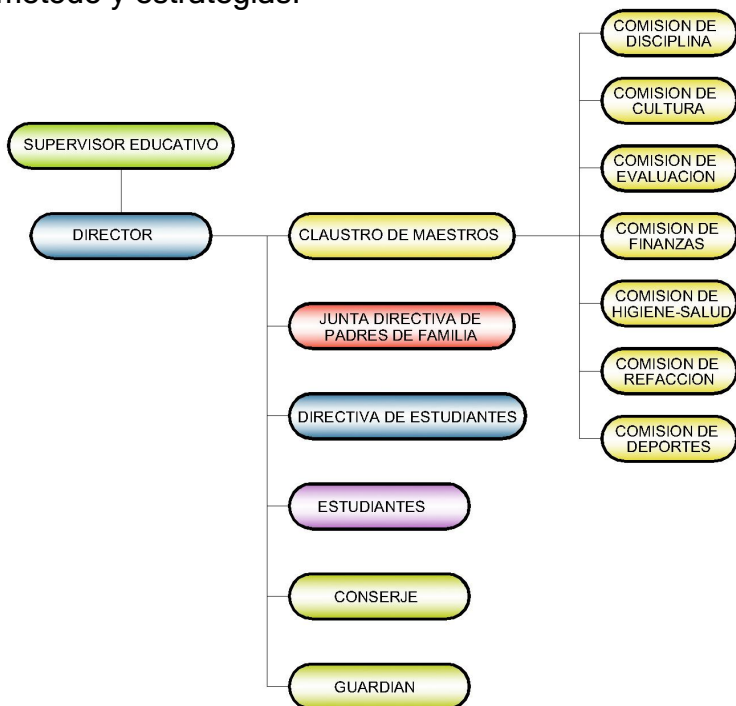 método y estrategias.
SUPERVISOR EDUCATIVO
DIRECTOR
CLAUSTRO DE MAESTROS
JUNTA DIRECTIVA DE
PADRES DE FAMILIA
DIRECTIVA DE ESTUDIANTES
ESTUDIANTES
CONSERJE
GUARDIAN
COMISION DE
DISCIPLINA
COMISION DE
CULTURA
COMISION DE
EVALUACION
COMISION DE
FINANZAS
COMISION DE
HIGIENE-SALUD
COMISION DE
REFACCION
COMISION DE
DEPORTES